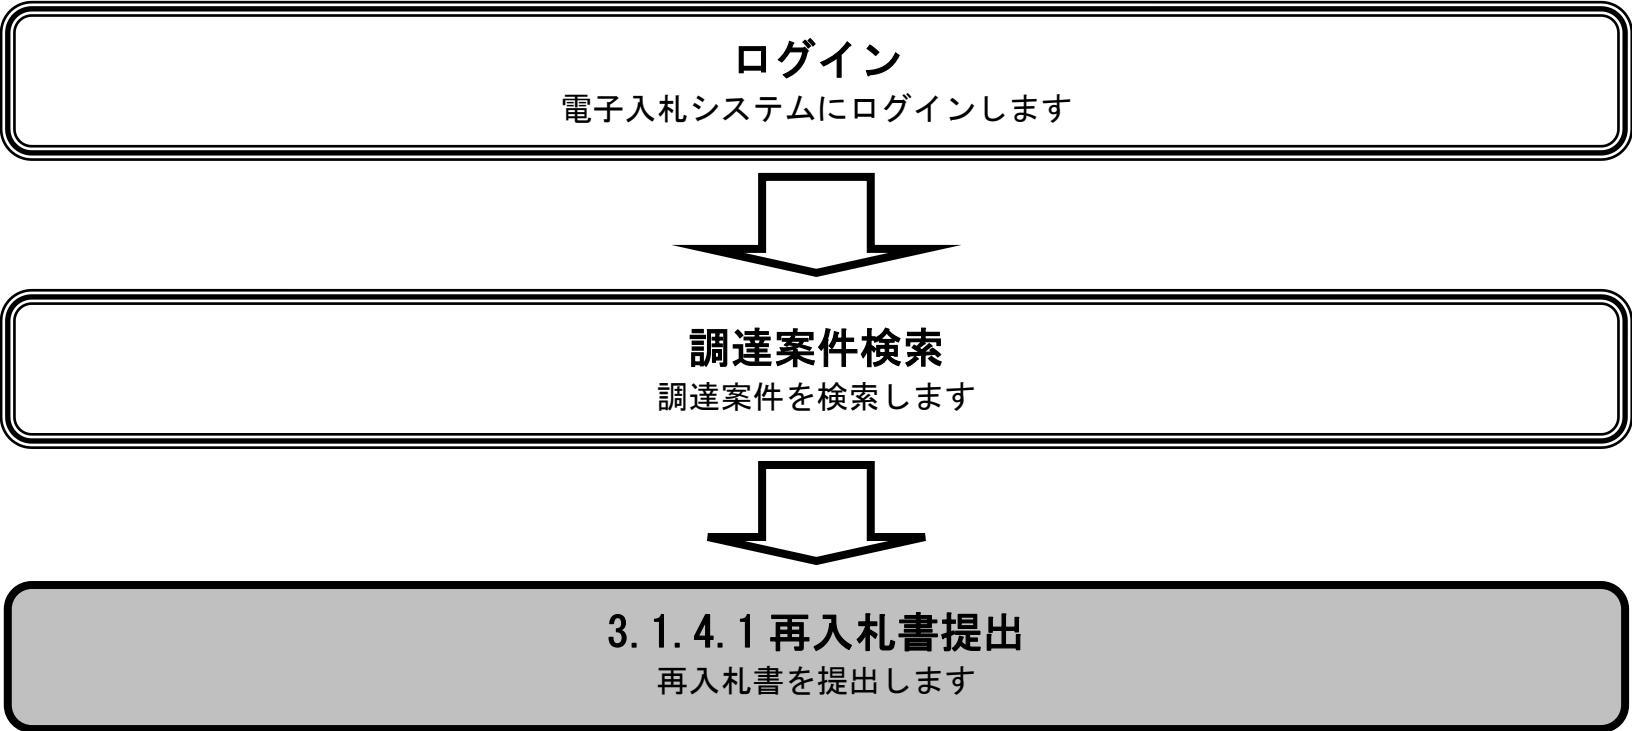 ログイン
電子入札システムにログインします
調達案件検索
調達案件を検索します
3.1.4.1再入札書提出
再入札書を提出します